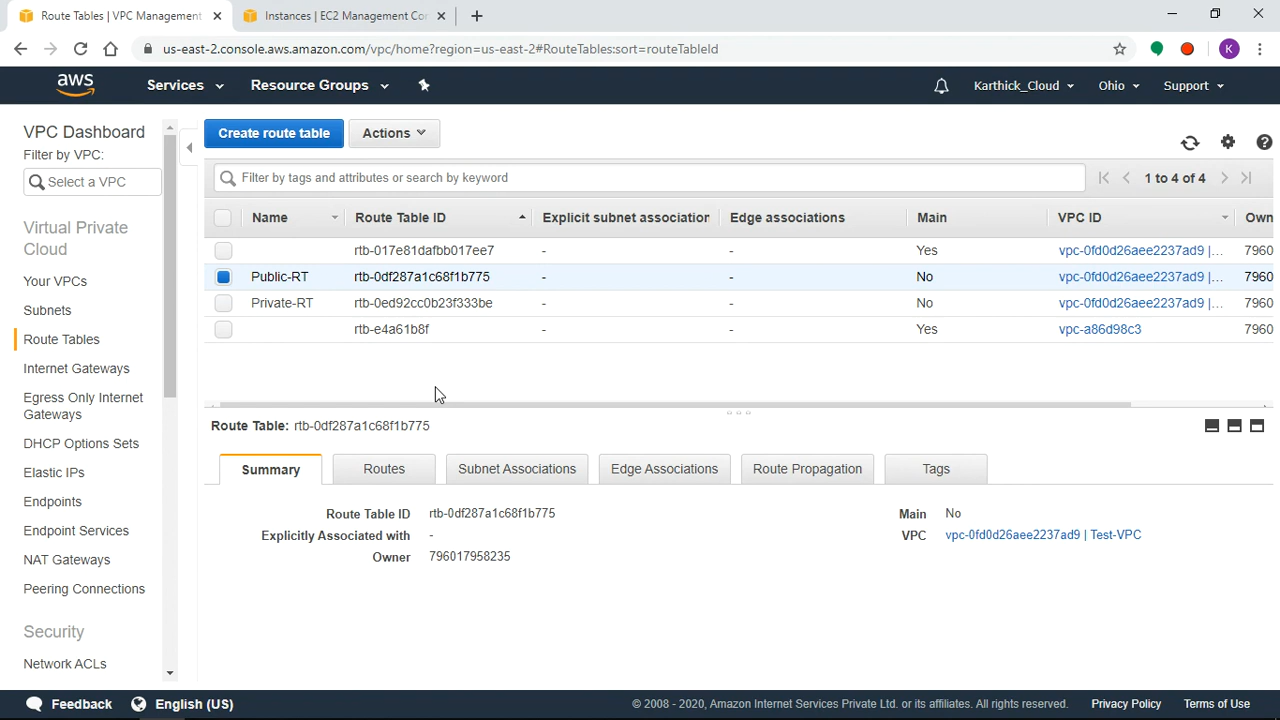 Route Tables | VPC Management
Instances | EC2 Management Co
us-east-2.console.aws.amazon.com/vpc/home?region=us-east-2#RouteTables:sort=routeTableId
K
aws
Services
Resource Groups
Karthick_Cloud
Ohio
Support
VPC Dashboard
Filter by VPC:
Select a VPC
Virtual Private
Cloud
Your VPCs
Subnets
Route Tables
Internet Gateways
Egress Only Internet
Gateways
DHCP Options Sets
Elastic IPs
Endpoints
Endpoint Services
NAT Gateways
Peering Connections
Security
Network ACLs
Create route table
Actions
Filter by tags and attributes or search by keyword
1 to 4 of 4
Name Route Table ID Explicit subnet association Edge associations Main VPC ID Own
rtb-017e81dafbb017ee7 - - Yes vpc-0fd0d26aee2237ad9 |... 7960
Public-RT rtb-0df287a1c68f1b775 - - No vpc-0fd0d26aee2237ad9 |... 7960
Private-RT rtb-0ed92cc0b23f333be - - No vpc-0fd0d26aee2237ad9 |... 7960
rtb-e4a61b8f - - Yes vpc-a86d98c3 7960
Route Table: rtb-0df287a1c68f1b775
Summary
Routes
Subnet Associations
Edge Associations
Route Propagation
Tags
Route Table ID rtb-0df287a1c68f1b775
Main No
Explicitly Associated with -
VPC vpc-0fd0d26aee2237ad9 | Test-VPC
Owner 796017958235
Feedback
English (US)
© 2008 - 2020, Amazon Internet Services Private Ltd. or its affiliates. All rights reserved.
Privacy Policy
Terms of Use